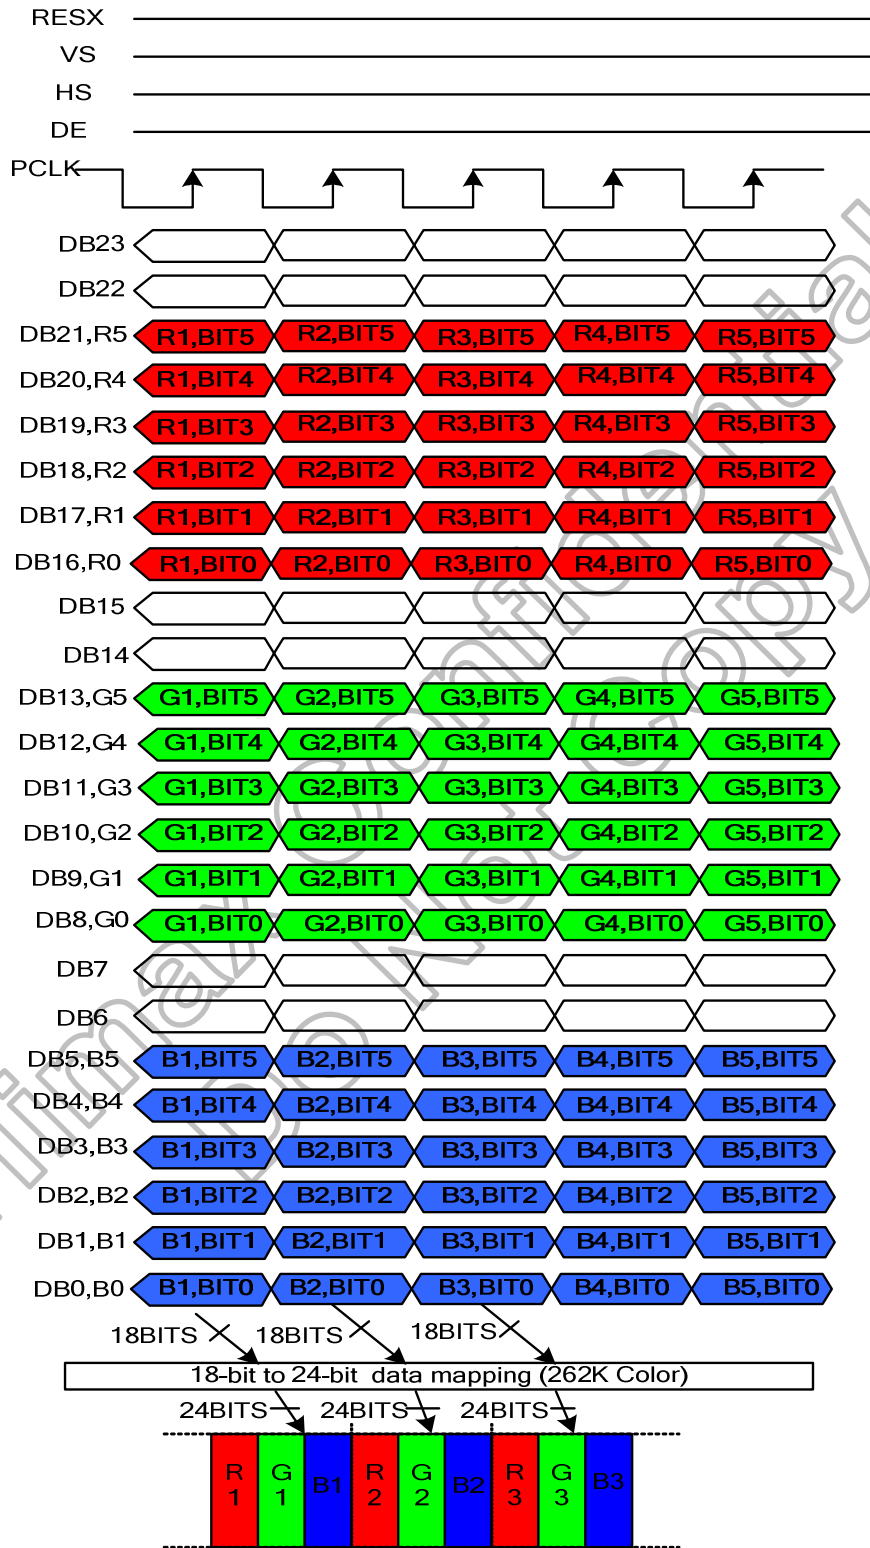 RESX
VS
HS
DE
PCLK
DB23
DB22
DB21,R5 R1,BIT5 R2,BIT5 R3,BIT5 R4,BIT5 R5,BIT5
DB20,R4 R1,BIT4 R2,BIT4 R3,BIT4 R4,BIT4 R5,BIT4
DB19,R3 R1,BIT3 R2,BIT3 R3,BIT3 R4,BIT3 R5,BIT3
DB18,R2 R1,BIT2 R2,BIT2 R3,BIT2 R4,BIT2 R5,BIT2
DB17,R1 R1,BIT1 R2,BIT1 R3,BIT1 R4,BIT1 R5,BIT1
DB16,R0 R1,BIT0 R2,BIT0 R3,BIT0 R4,BIT0 R5,BIT0
DB15
DB14
DB13,G5 G1,BIT5 G2,BIT5 G3,BIT5 G4,BIT5 G5,BIT5
DB12,G4 G1,BIT4 G2,BIT4 G3,BIT4 G4,BIT4 G5,BIT4
DB11,G3 G1,BIT3 G2,BIT3 G3,BIT3 G4,BIT3 G5,BIT3
DB10,G2 G1,BIT2 G2,BIT2 G3,BIT2 G4,BIT2 G5,BIT2
DB9,G1 G1,BIT1 G2,BIT1 G3,BIT1 G4,BIT1 G5,BIT1
DB8,G0 G1,BIT0 G2,BIT0 G3,BIT0 G4,BIT0 G5,BIT0
DB7
DB6
DB5,B5 B1,BIT5 B2,BIT5 B3,BIT5 B4,BIT5 B5,BIT5
DB4,B4 B1,BIT4 B2,BIT4 B3,BIT4 B4,BIT4 B5,BIT4
DB3,B3 B1,BIT3 B2,BIT3 B3,BIT3 B4,BIT3 B5,BIT3
DB2,B2 B1,BIT2 B2,BIT2 B3,BIT2 B4,BIT2 B5,BIT2
DB1,B1 B1,BIT1 B2,BIT1 B3,BIT1 B4,BIT1 B5,BIT1
DB0,B0 B1,BIT0 B2,BIT0 B3,BIT0 B4,BIT0 B5,BIT0
18BITS 18BITS 18BITS
18-bit to 24-bit data mapping (262K Color)
24BITS 24BITS 24BITS
R1 G1 B1 R2 G2 B2 R3 G3 B3
imax Confidential
Do Not Copy